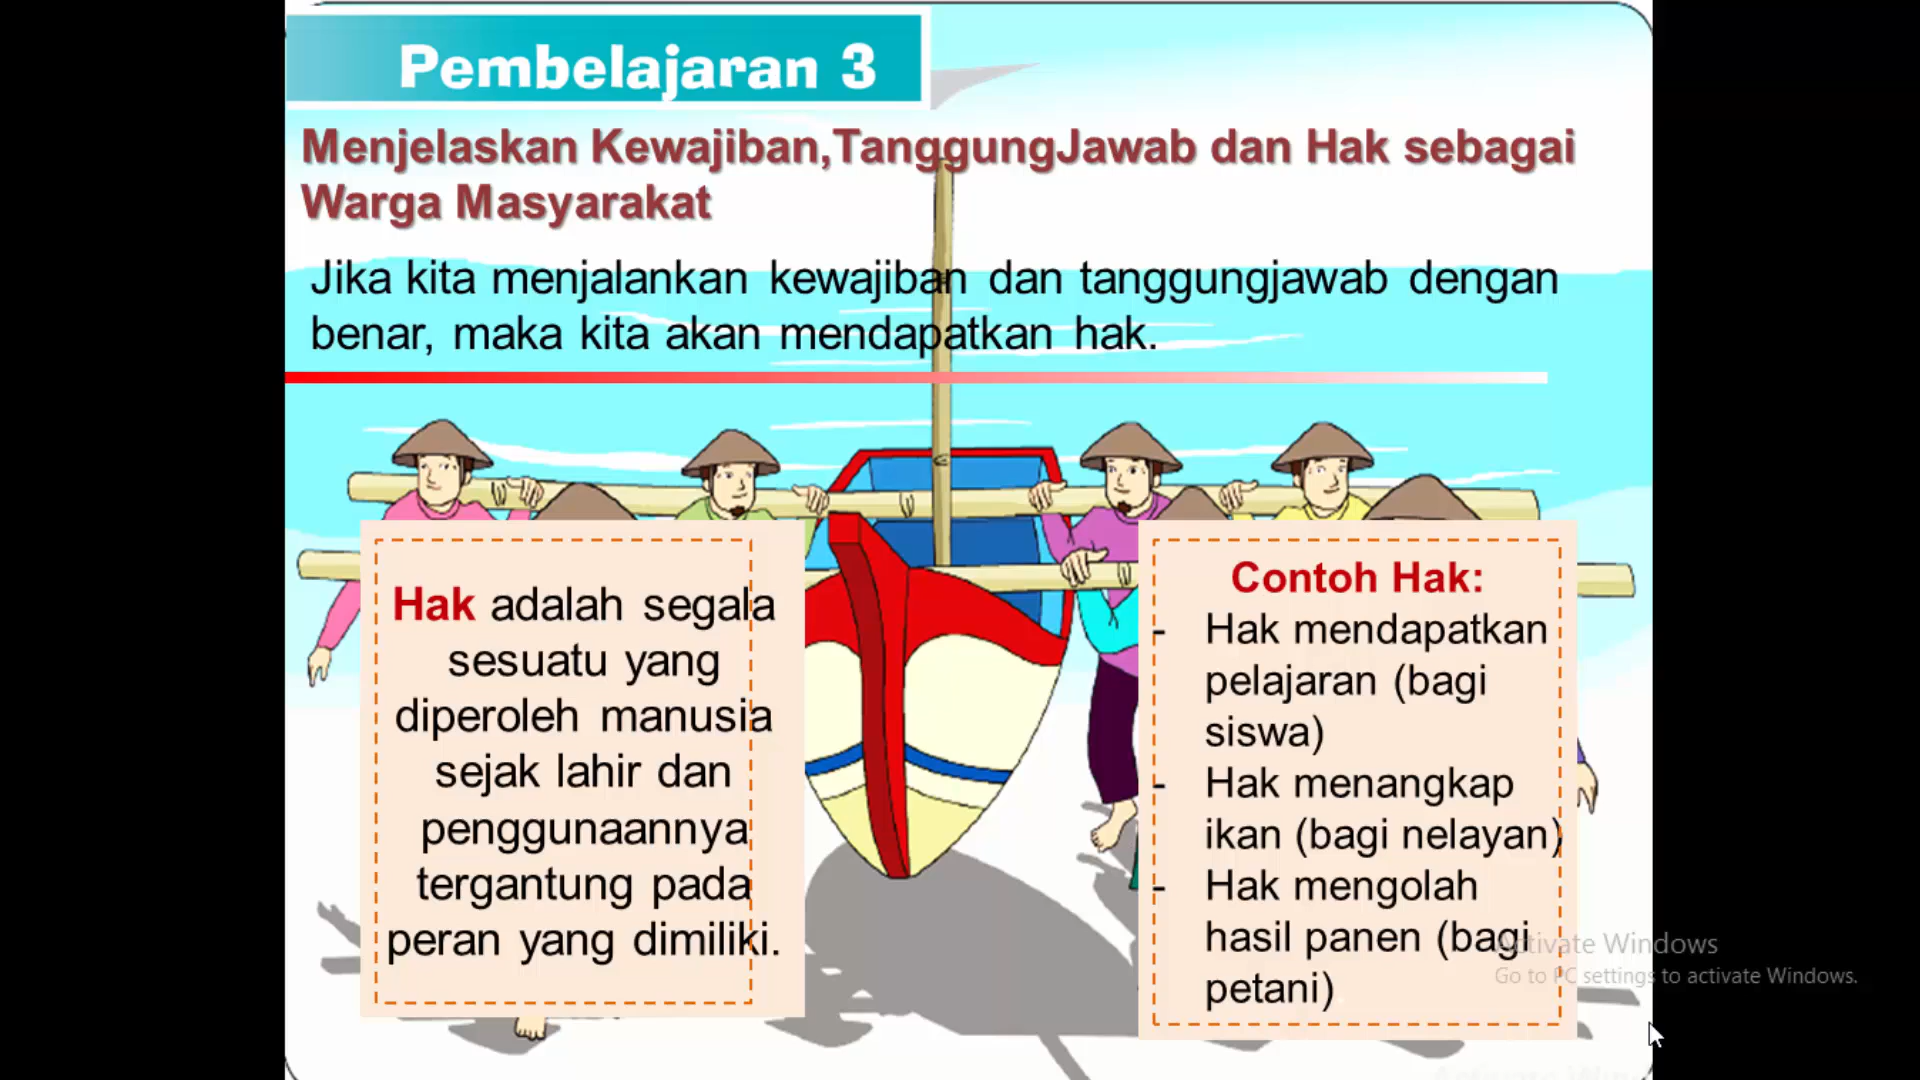 Pembelajaran 3
Menjelaskan Kewajiban,TanggungJawab dan Hak sebagai
Warga Masyarakat
Jika kita menjalankan kewajiban dan tanggungjawab dengan
benar, maka kita akan mendapatkan hak.
Hak adalah segala
sesuatu yang
diperoleh manusia
sejak lahir dan
penggunaannya
tergantung pada
peran yang dimiliki.
Contoh Hak:
- Hak mendapatkan
pelajaran (bagi
siswa)
- Hak menangkap
ikan (bagi nelayan)
- Hak mengolah
hasil panen (bagi
petani)
Activate Windows
Go to PC settings to activate Windows.